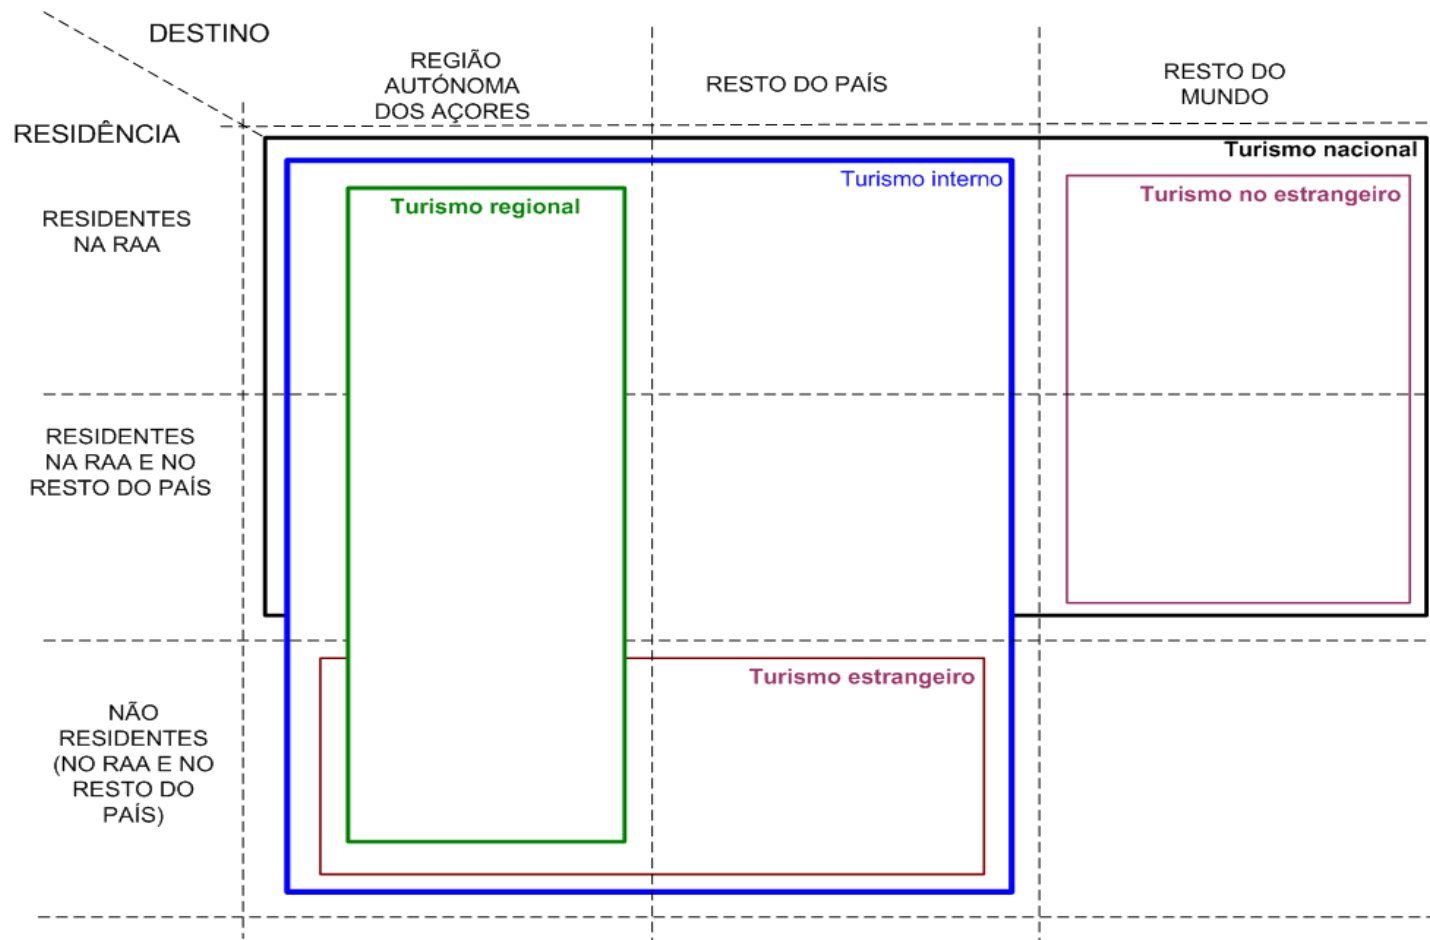 DESTINO
REGIÃO
AUTÓNOMA
DOS AÇORES
RESTO DO PAÍS
RESTO DO
MUNDO
RESIDÊNCIA
Turismo nacional
Turismo interno
Turismo no estrangeiro
Turismo regional
RESIDENTES
NA RAA
RESIDENTES
NA RAA E NO
RESTO DO PAÍS
Turismo estrangeiro
NÃO
RESIDENTES
(NO RAA E NO
RESTO DO
PAÍS)